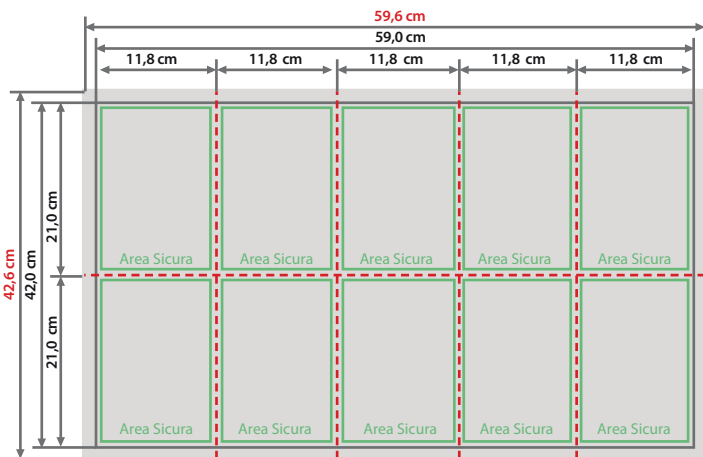 59,6 cm
59,0 cm
11,8 cm 11,8 cm 11,8 cm 11,8 cm 11,8 cm
42,6 cm
42,0 cm
21,0 cm
Area Sicura Area Sicura Area Sicura Area Sicura Area Sicura
21,0 cm
Area Sicura Area Sicura Area Sicura Area Sicura Area Sicura